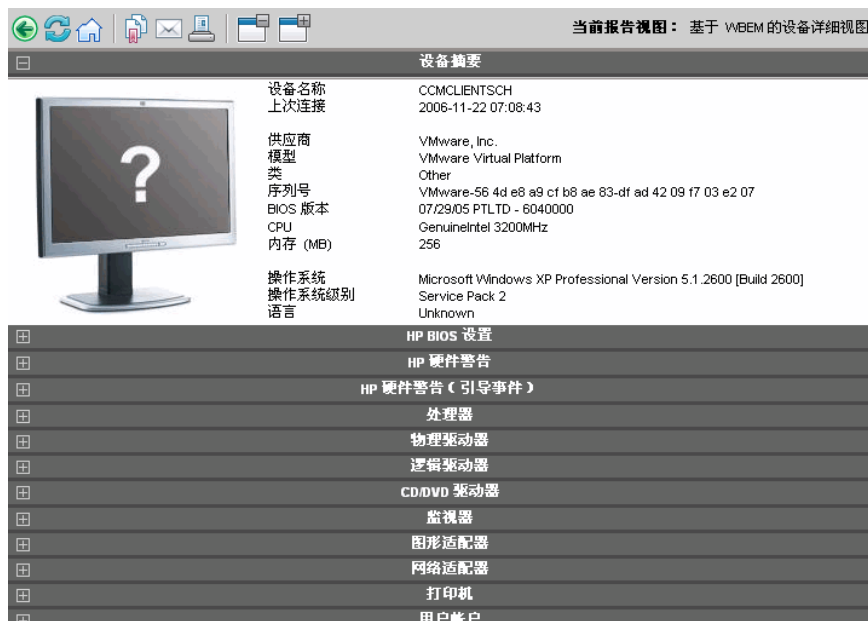 当前报告视图： 基于 WBEM 的设备详细视图
设备摘要
设备名称 CCMCLIENTSCH
上次连接 2006-11-22 07:08:43
供应商 VMware, Inc.
模型 VMware Virtual Platform
类 Other
序列号 VMware-56 4d e8 a9 cf b8 ae 83-df ad 42 09 f7 03 e2 07
BIOS 版本 07/29/05 PTLTD - 6040000
CPU GenuineIntel 3200MHz
内存 (MB) 256
操作系统 Microsoft Windows XP Professional Version 5.1.2600 [Build 2600]
操作系统级别 Service Pack 2
语言 Unknown
HP BIOS 设置
HP 硬件警告
HP 硬件警告（引导事件）
处理器
物理驱动器
逻辑驱动器
CD/DVD 驱动器
监视器
图形适配器
网络适配器
打印机
用户帐户